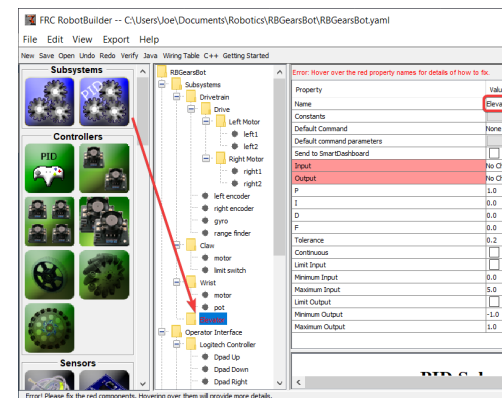 FRC RobotBuilder -- C:\Users\Joe\Documents\Robotics\RBGearsBot\RBGearsBot.yaml
File Edit View Export Help
New Save Open Undo Redo Verify Java Wiring Table C++ Getting Started
Subsystems
PID
Controllers
PID
Sensors
RBGearsBot
Subsystems
Drivetrain
Drive
Left Motor
left1
left2
Right Motor
right1
right2
left encoder
right encoder
gyro
range finder
Claw
motor
limit switch
Wrist
motor
pot
Operator Interface
Logitech Controller
Dpad Up
Dpad Down
Dpad Right
Error: Hover over the red property names for details of how to fix.
Property Valu
Name Eleva
Constants
Default Command None
Default command parameters
Send to SmartDashboard
Input No Ch
Output No Ch
P 1.0
I 0.0
D 0.0
F 0.0
Tolerance 0.2
Continuous
Limit Input
Minimum Input 0.0
Maximum Input 5.0
Limit Output
Minimum Output -1.0
Maximum Output 1.0
Error! Please fix the red components. Hovering over them will provide more details.